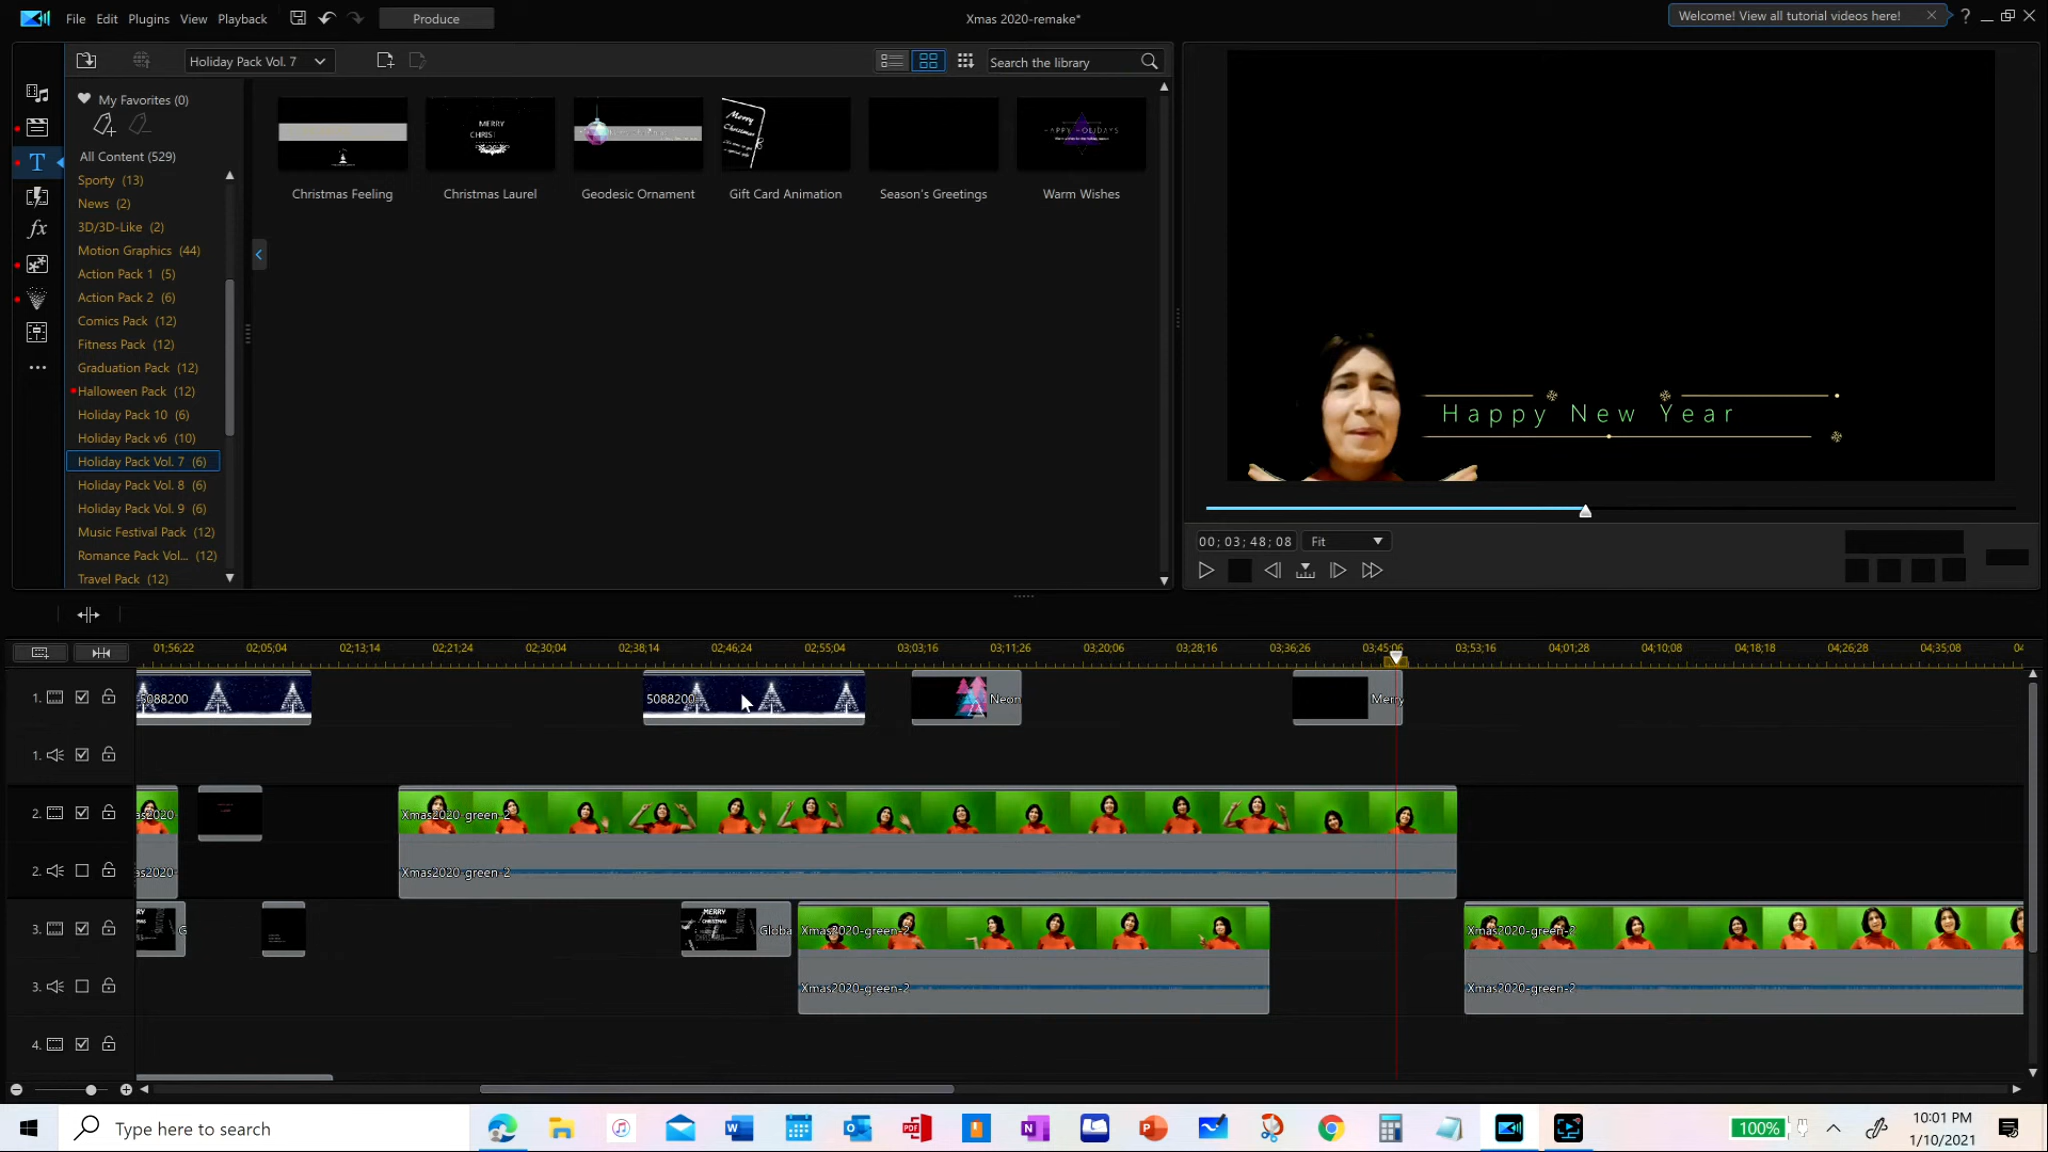 File Edit Plugins View Playback
Produce
Xmas 2020-remake*
Welcome! View all tutorial videos here!
Holiday Pack Vol. 7
Search the library
My Favorites (0)
All Content (529)
Sporty (13)
News (2)
3D/3D-Like (2)
Motion Graphics (44)
Action Pack 1 (5)
Action Pack 2 (6)
Comics Pack (12)
Fitness Pack (12)
Graduation Pack (12)
Halloween Pack (12)
Holiday Pack 10 (6)
Holiday Pack v6 (10)
Holiday Pack Vol. 7 (6)
Holiday Pack Vol. 8 (6)
Holiday Pack Vol. 9 (6)
Music Festival Pack (12)
Romance Pack Vol... (12)
Travel Pack (12)
MERRY
Merry
Christmas
HAPPY HOLIDAYS
Christmas Feeling
Christmas Laurel
Geodesic Ornament
Gift Card Animation
Season's Greetings
Warm Wishes
Happy New Year
00; 03; 48; 08
Fit
01;56;22 02;05;04 02;13;14 02;21;24 02;30;04 02;38;14 02;46;24 02;55;04 03;03;16 03;11;26 03;20;06 03;28;16 03;36;26 03;45;06 03;53;16 04;01;28 04;10;08 04;18;18 04;26;28 04;35;08
1.
5088200
5088200
Neon
Merry
1.
2.
as2020-
Xmas2020-green-2
2.
as2020-
Xmas2020-green-2
3.
G
MERRY
CHRISTMAS
Globa
Xmas2020-green-2
Xmas2020-green-2
3.
Xmas2020-green-2
Xmas2020-green-2
4.
Type here to search
100%
10:01 PM
1/10/2021